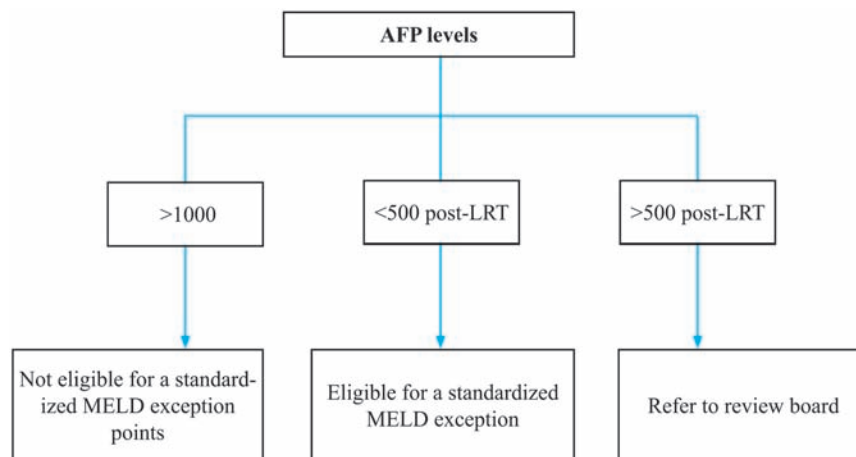 AFP levels
>1000
<500 post-LRT
>500 post-LRT
Not eligible for a standard-
ized MELD exception
points
Eligible for a standardized
MELD exception
Refer to review board